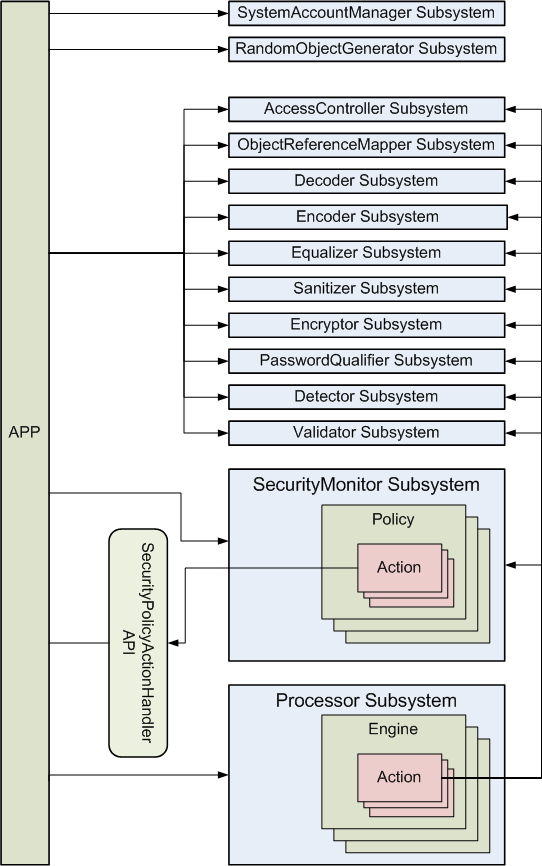 SystemAccountManager Subsystem
RandomObjectGenerator Subsystem
AccessController Subsystem
ObjectReferenceMapper Subsystem
Decoder Subsystem
Encoder Subsystem
Equalizer Subsystem
Sanitizer Subsystem
Encryptor Subsystem
PasswordQualifier Subsystem
Detector Subsystem
APP
Validator Subsystem
SecurityMonitor Subsystem
Policy
Action
SecurityPolicyActionHandler
API
Processor Subsystem
Engine
Action